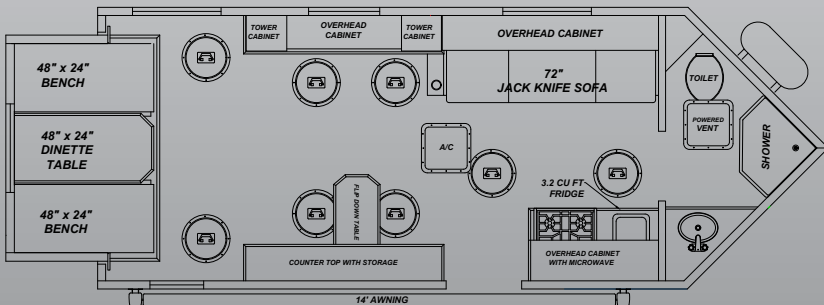 TOWER
CABINET
OVERHEAD
CABINET
TOWER
CABINET
OVERHEAD CABINET
72"
JACK KNIFE SOFA
TOILET
POWERED
VENT
SHOWER
48" x 24"
BENCH
48" x 24"
DINETTE
TABLE
48" x 24"
BENCH
A/C
FLIP DOWN TABLE
3.2 CU FT
FRIDGE
COUNTER TOP WITH STORAGE
OVERHEAD CABINET
WITH MICROWAVE
14' AWNING